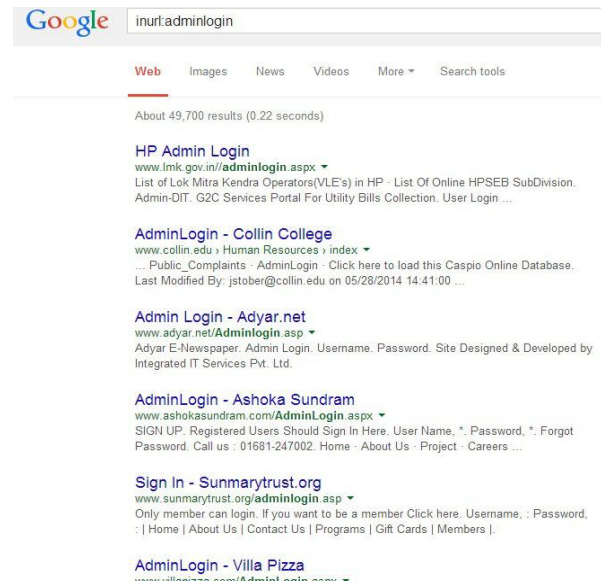 Google inurl:adminlogin
Web Images News Videos More Search tools
About 49,700 results (0.22 seconds)
HP Admin Login
www.lmk.gov.in//adminlogin.aspx
List of Lok Mitra Kendra Operators(VLE's) in HP - List Of Online HPSEB SubDivision.
Admin-DIT. G2C Services Portal For Utility Bills Collection. User Login ...
AdminLogin - Collin College
www.collin.edu › Human Resources › index
... Public_Complaints · AdminLogin · Click here to load this Caspio Online Database.
Last Modified By: jstober@collin.edu on 05/28/2014 14:41:00 ...
Admin Login - Adyar.net
www.adyar.net/Adminlogin.asp
Adyar E-Newspaper. Admin Login. Username. Password. Site Designed & Developed by
Integrated IT Services Pvt. Ltd.
AdminLogin - Ashoka Sundram
www.ashokasundram.com/AdminLogin.aspx
SIGN UP. Registered Users Should Sign In Here. User Name, *. Password, *. Forgot
Password. Call us : 01681-247002. Home · About Us · Project · Careers ...
Sign In - Sunmarytrust.org
www.sunmarytrust.org/adminlogin.asp
Only member can login. If you want to be a member Click here. Username, : Password,
: | Home | About Us | Contact Us | Programs | Gift Cards | Members |.
AdminLogin - Villa Pizza
www.villapizza.com/AdminLogin.aspx